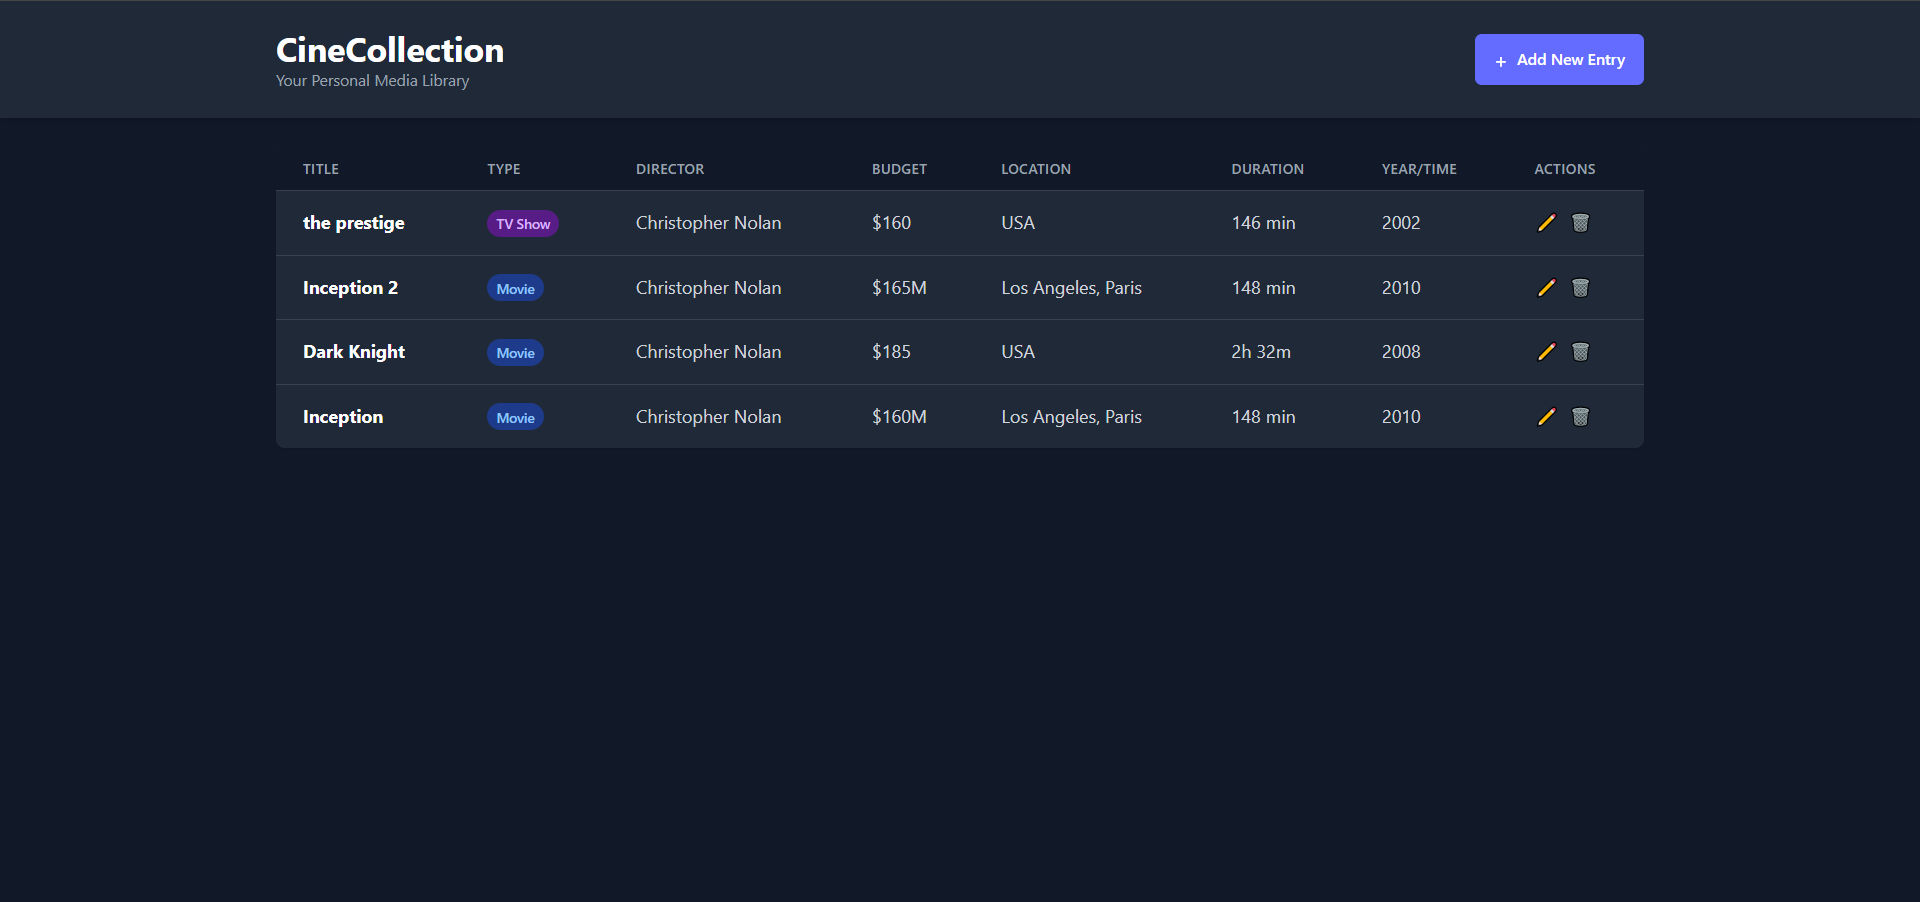 CineCollection
Your Personal Media Library
+ Add New Entry
TITLE TYPE DIRECTOR BUDGET LOCATION DURATION YEAR/TIME ACTIONS
the prestige TV Show Christopher Nolan $160 USA 146 min 2002
Inception 2 Movie Christopher Nolan $165M Los Angeles, Paris 148 min 2010
Dark Knight Movie Christopher Nolan $185 USA 2h 32m 2008
Inception Movie Christopher Nolan $160M Los Angeles, Paris 148 min 2010